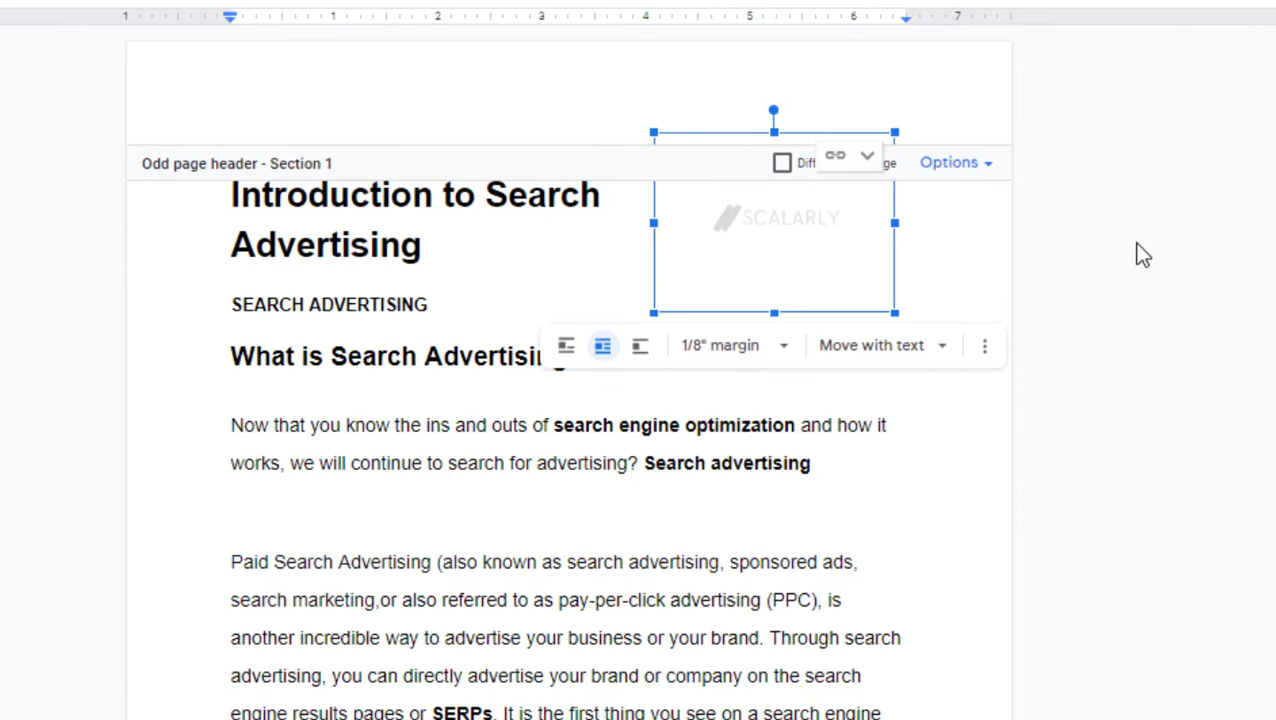 1 1 2 3 4 5 6 7
Odd page header - Section 1 Diff ge Options
Introduction to Search
Advertising
SCALARLY
SEARCH ADVERTISING
1/8" margin Move with text
What is Search Advertising
Now that you know the ins and outs of search engine optimization and how it
works, we will continue to search for advertising? Search advertising
Paid Search Advertising (also known as search advertising, sponsored ads,
search marketing,or also referred to as pay-per-click advertising (PPC), is
another incredible way to advertise your business or your brand. Through search
advertising, you can directly advertise your brand or company on the search
engine results pages or SERPs. It is the first thing you see on a search engine